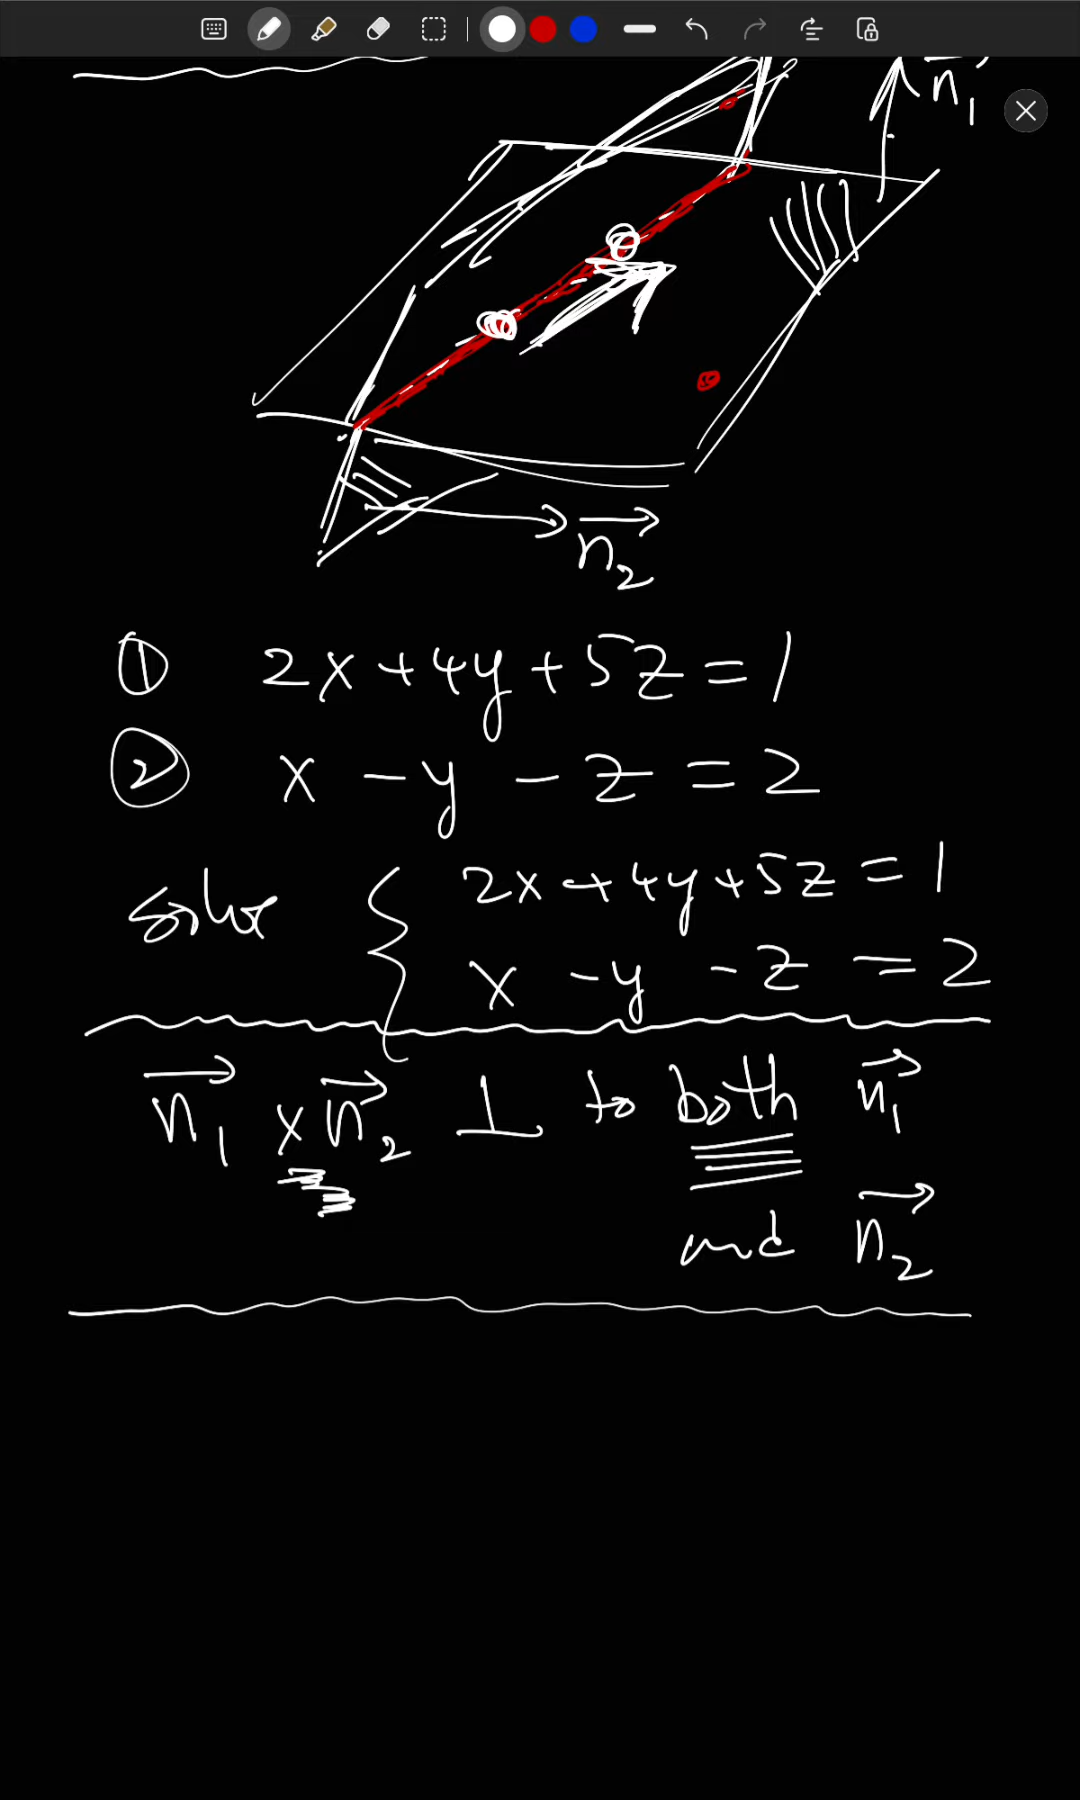 n₁
n₂
① 2x+4y+5z=1
② x-y-z=2
solve { 2x+4y+5z=1
x-y-z=2
n₁ x n₂ ⊥ to both n₁
and n₂